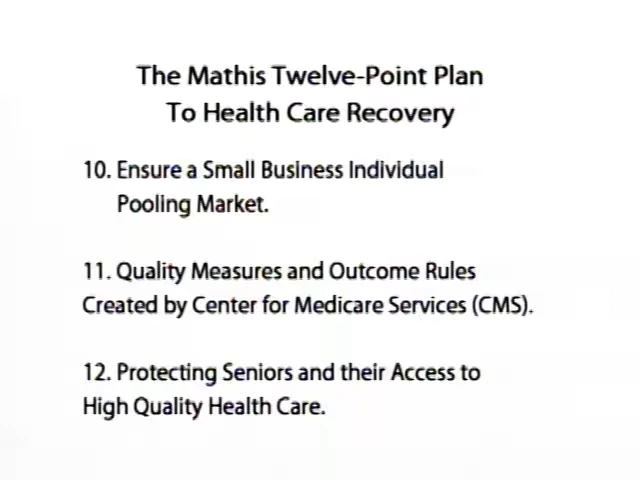 The Mathis Twelve-Point Plan
To Health Care Recovery
10. Ensure a Small Business Individual
Pooling Market.
11. Quality Measures and Outcome Rules
Created by Center for Medicare Services (CMS).
12. Protecting Seniors and their Access to
High Quality Health Care.